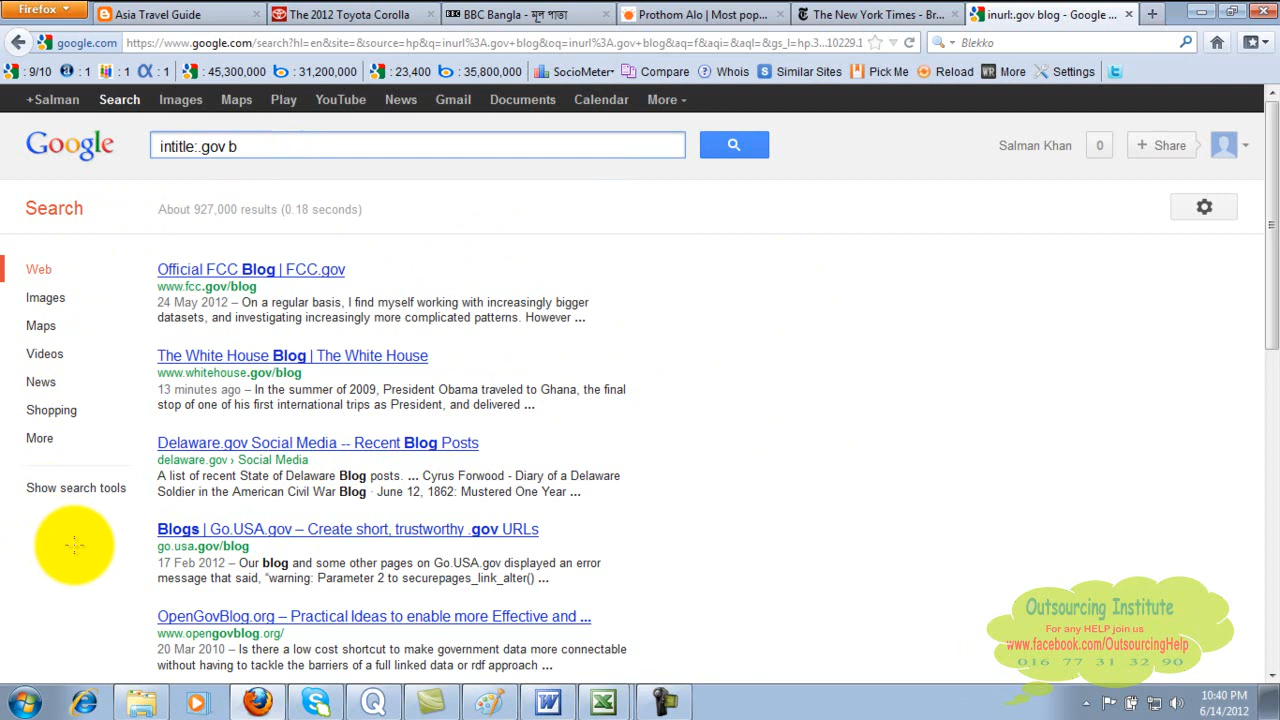 Firefox
Asia Travel Guide
The 2012 Toyota Corolla
BBC Bangla - মূল পাতা
Prothom Alo | Most pop...
The New York Times - Br...
inurl:.gov blog - Google ...
google.com
https://www.google.com/search?hl=en&site=&source=hp&q=inurl%3A.gov+blog&oq=inurl%3A.gov+blog&aq=f&aqi=&aql=&gs_l=hp.3...10229.1
Blekko
: 9/10
: 1
: 1
: 1
: 45,300,000
: 31,200,000
: 23,400
: 35,800,000
SocioMeter
Compare
Whois
Similar Sites
Pick Me
Reload
WR More
Settings
+Salman
Search
Images
Maps
Play
YouTube
News
Gmail
Documents
Calendar
More
Google
intitle:.gov b
Salman Khan
0
+ Share
Search
About 927,000 results (0.18 seconds)
Web
Images
Maps
Videos
News
Shopping
More
Show search tools
Official FCC Blog | FCC.gov
www.fcc.gov/blog
24 May 2012 – On a regular basis, I find myself working with increasingly bigger
datasets, and investigating increasingly more complicated patterns. However ...
The White House Blog | The White House
www.whitehouse.gov/blog
13 minutes ago – In the summer of 2009, President Obama traveled to Ghana, the final
stop of one of his first international trips as President, and delivered ...
Delaware.gov Social Media -- Recent Blog Posts
delaware.gov › Social Media
A list of recent State of Delaware Blog posts. ... Cyrus Forwood - Diary of a Delaware
Soldier in the American Civil War Blog · June 12, 1862: Mustered One Year ...
Blogs | Go.USA.gov – Create short, trustworthy .gov URLs
go.usa.gov/blog
17 Feb 2012 – Our blog and some other pages on Go.USA.gov displayed an error
message that said, "warning: Parameter 2 to securepages_link_alter() ...
OpenGovBlog.org – Practical Ideas to enable more Effective and ...
www.opengovblog.org/
20 Mar 2010 – Is there a low cost shortcut to make government data more connectable
without having to tackle the barriers of a full linked data or rdf approach ...
Outsourcing Institute
For any HELP join us
www.facebook.com/OutsourcingHelp
016 77 31 32 90
10:40 PM
6/14/2012